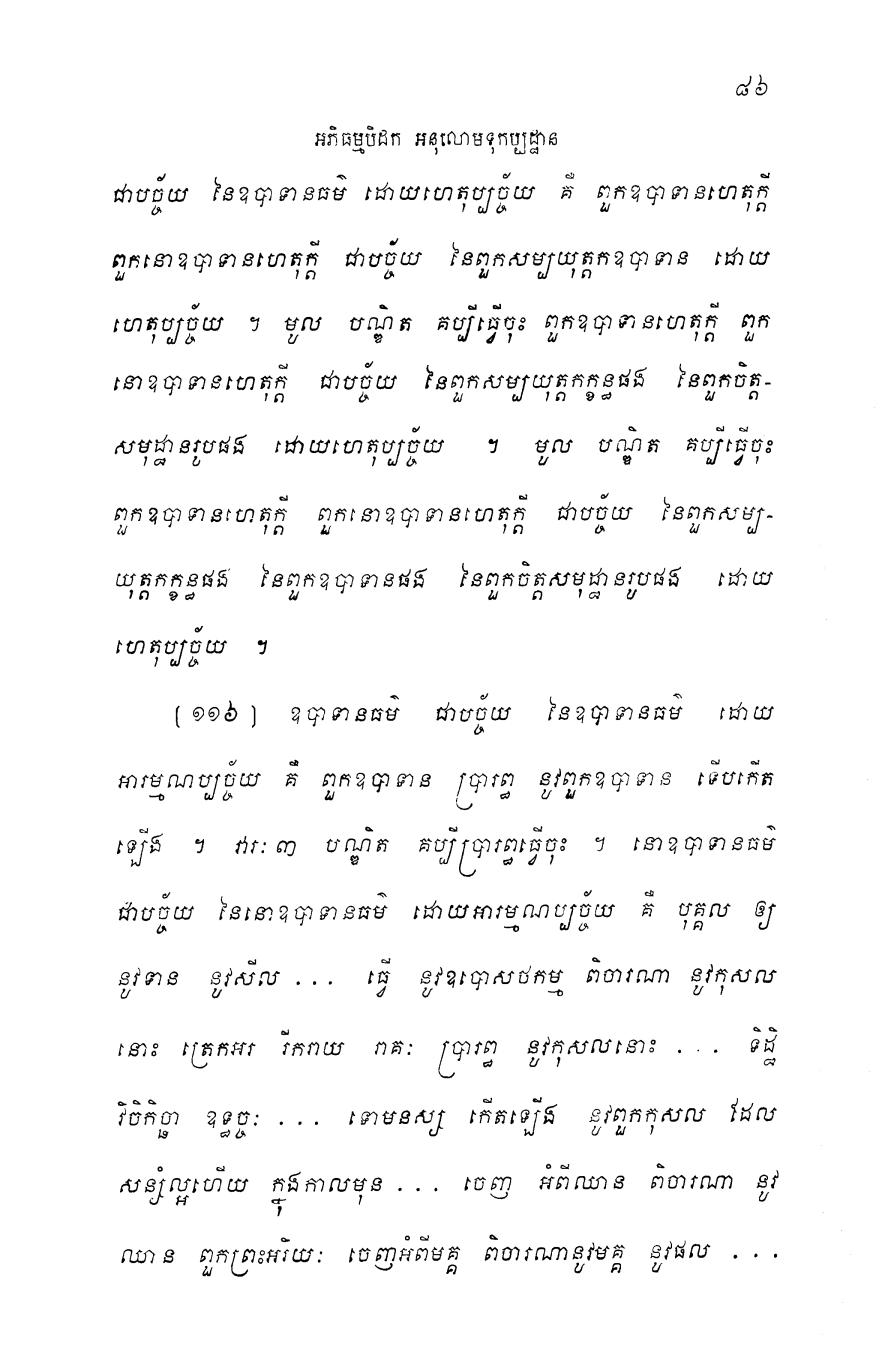 ៨៦
អភិធម្មបិដក អនុលោមទុកប្បដ្ឋាន
ជាបច្ច័យ នៃឧបាទានធម៌ ដោយហេតុប្បច្ច័យ គឺ ពួកឧបាទានហេតុក្តី
ពួកនោឧបាទានហេតុក្តី ជាបច្ច័យ នៃពួកសម្បយុត្តកឧបាទាន ដោយ
ហេតុប្បច្ច័យ ។ មូល បណ្ឌិត គប្បីធ្វើចុះ ពួកឧបាទានហេតុក្តី ពួក
នោឧបាទានហេតុក្តី ជាបច្ច័យ នៃពួកសម្បយុត្តកក្ខន្ធផង នៃពួកចិត្ត-
សមុដ្ឋានរូបផង ដោយហេតុប្បច្ច័យ ។ មូល បណ្ឌិត គប្បីធ្វើចុះ
ពួកឧបាទានហេតុក្តី ពួកនោឧបាទានហេតុក្តី ជាបច្ច័យ នៃពួកសម្ប-
យុត្តកក្ខន្ធផង នៃពួកឧបាទានផង នៃពួកចិត្តសមុដ្ឋានរូបផង ដោយ
ហេតុប្បច្ច័យ ។
[១១៦] ឧបាទានធម៌ ជាបច្ច័យ នៃឧបាទានធម៌ ដោយ
អារម្មណប្បច្ច័យ គឺ ពួកឧបាទាន ប្រារព្ធ នូវពួកឧបាទាន ទើបកើត
ឡើង ។ វារៈ ៣ បណ្ឌិត គប្បីប្រារព្ធធ្វើចុះ ។ នោឧបាទានធម៌
ជាបច្ច័យ នៃនោឧបាទានធម៌ ដោយអារម្មណប្បច្ច័យ គឺ បុគ្គល ឲ្យ
នូវទាន នូវសីល ... ធ្វើ នូវឧបោសថកម្ម ពិចារណា នូវកុសល
នោះ ត្រេកអរ រីករាយ រាគៈ ប្រារព្ធ នូវកុសលនោះ ... ទិដ្ឋិ
វិចិកិច្ឆា ឧទ្ធច្ចៈ ... ទោមនស្ស កើតឡើង នូវពួកកុសល ដែល
សន្សំល្អហើយ ក្នុងកាលមុន ... ចេញ អំពីឈាន ពិចារណា នូវ
ឈាន ពួកព្រះអរិយៈ ចេញអំពីមគ្គ ពិចារណានូវមគ្គ នូវផល ...